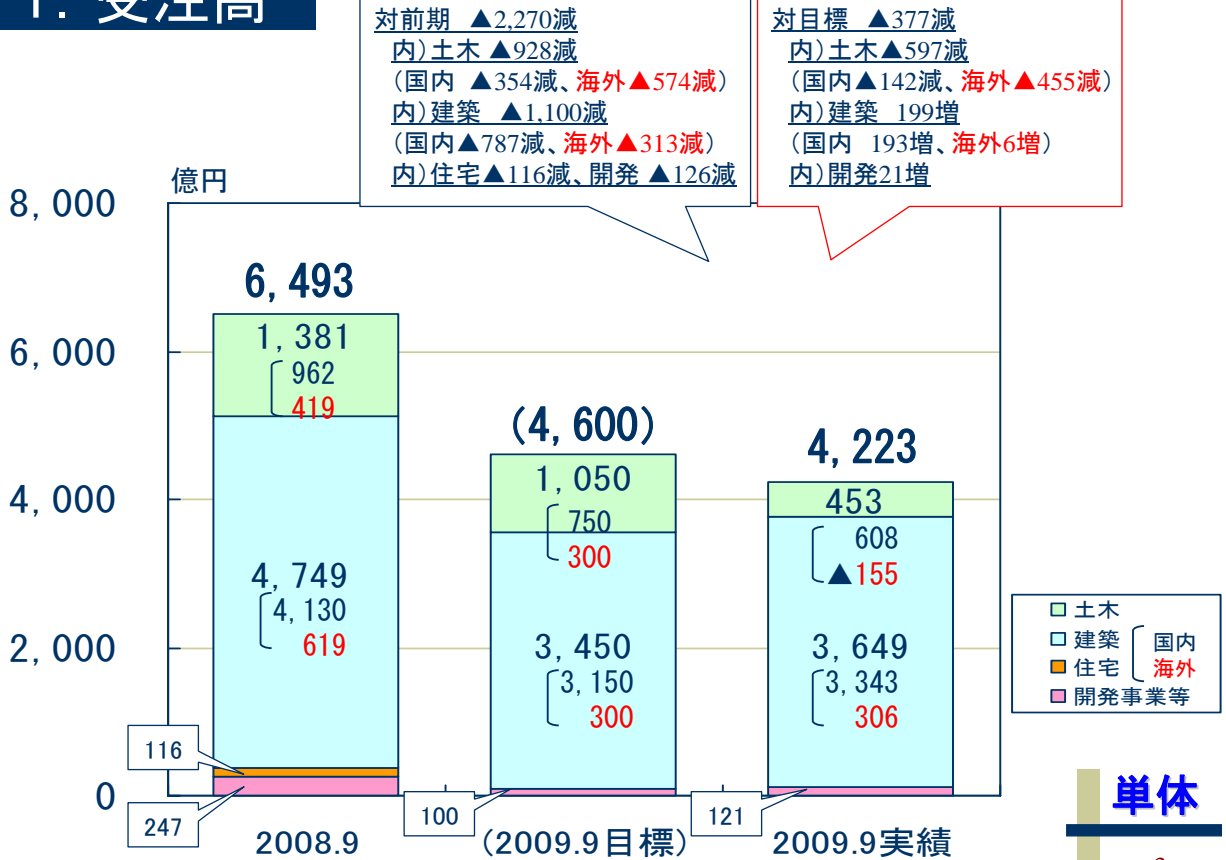 1. 受注高
対前期 ▲2,270減
内)土木 ▲928減
(国内 ▲354減、海外▲574減)
内)建築 ▲1,100減
(国内▲787減、海外▲313減)
内)住宅▲116減、開発 ▲126減
対目標 ▲377減
内)土木▲597減
(国内▲142減、海外▲455減)
内)建築 199増
(国内 193増、海外6増)
内)開発21増
億円
8,000
6,000
4,000
2,000
0
6,493
1,381
962
419
4,749
4,130
619
116
247
2008.9
(4,600)
1,050
750
300
3,450
3,150
300
100
(2009.9目標)
4,223
453
608
▲155
3,649
3,343
306
121
2009.9実績
土木
建築
住宅
開発事業等
国内
海外
単体